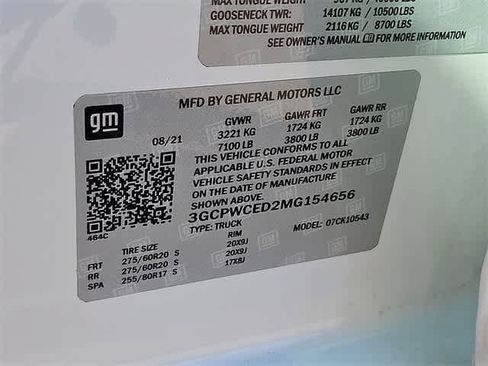 MAX TONGUE WEIGHT
GOOSENECK TWR: 14107 KG / 10500 LBS
MAX TONGUE WEIGHT 2116 KG / 8700 LBS
SEE OWNER'S MANUAL FOR MORE INFORMATION
gm
MFD BY GENERAL MOTORS LLC
08/21 GVWR GAWR FRT GAWR RR
3221 KG 1724 KG 1724 KG
7100 LB 3800 LB 3800 LB
THIS VEHICLE CONFORMS TO ALL
APPLICABLE U.S. FEDERAL MOTOR
VEHICLE SAFETY STANDARDS IN EFFECT
ON THE DATE OF MANUFACTURE
SHOWN ABOVE.
3GCPWCED2MG154656
464C TYPE: TRUCK MODEL: 07CK10543
TIRE SIZE RIM
FRT 275/60R20 S 20X9J
RR 275/60R20 S 20X9J
SPA 255/80R17 S 17X8J